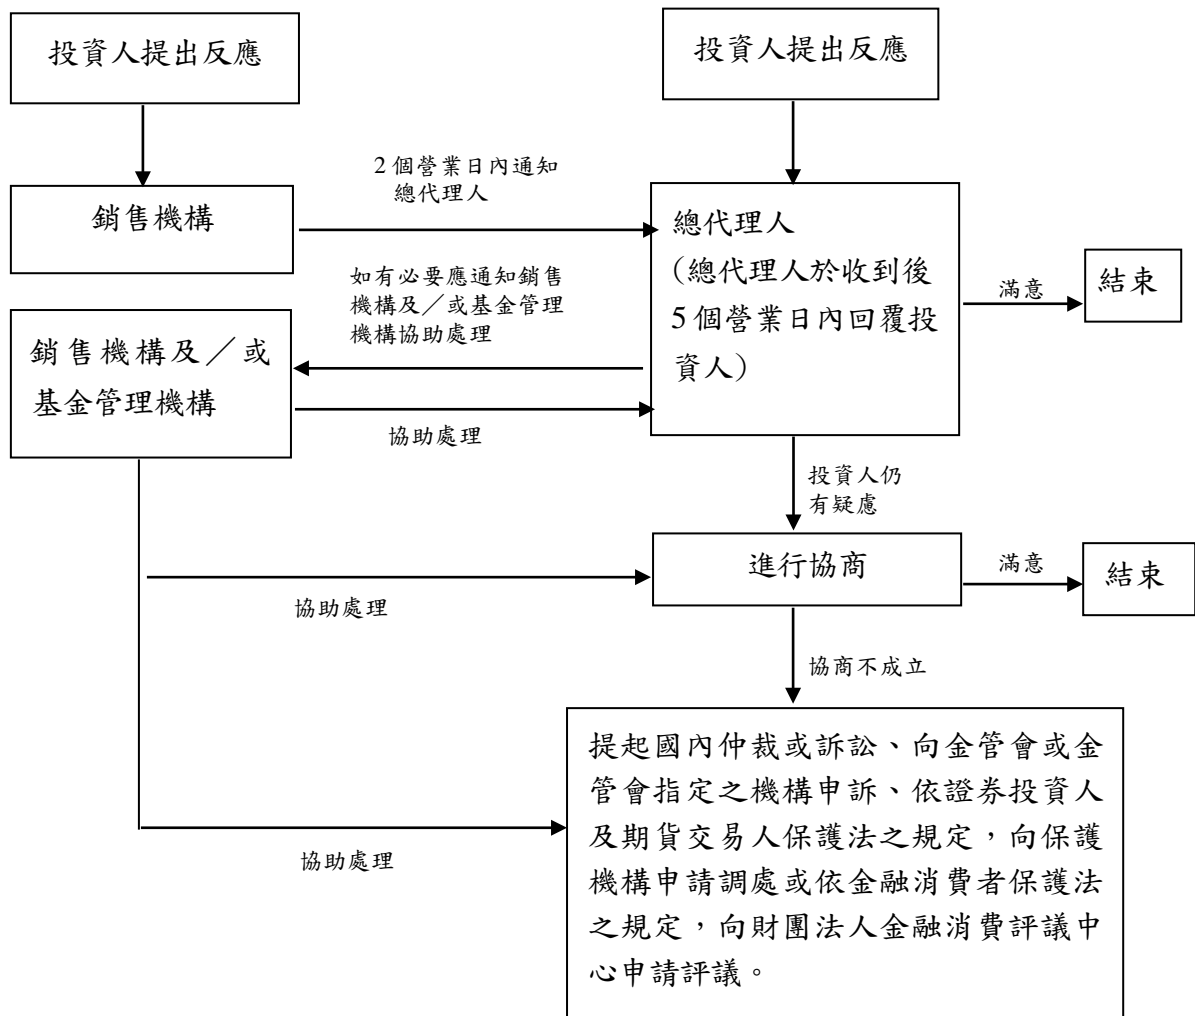 投資人提出反應
投資人提出反應
2 個營業日內通知
總代理人
銷售機構
總代理人
（總代理人於收到後
5 個營業日內回覆投
資人）
滿意
結束
如有必要應通知銷售
機構及／或基金管理
機構協助處理
銷售機構及／或
基金管理機構
協助處理
投資人仍
有疑慮
進行協商
滿意
結束
協助處理
協商不成立
提起國內仲裁或訴訟、向金管會或金
管會指定之機構申訴、依證券投資人
及期貨交易人保護法之規定，向保護
機構申請調處或依金融消費者保護法
之規定，向財團法人金融消費評議中
心申請評議。
協助處理